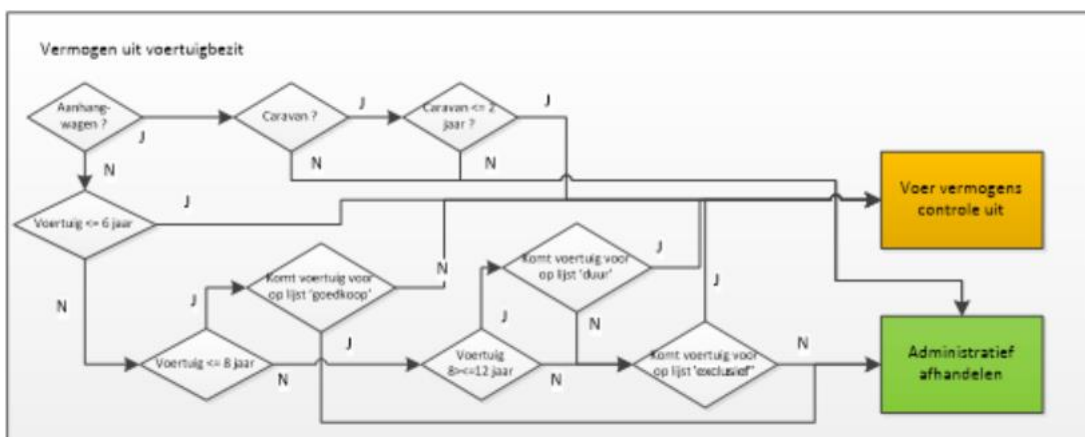 Vermogen uit voertuigbezit
Aanhang-
wagen ?
J
Caravan ?
J
Caravan <= 2
jaar ?
J
N
N
N
Voer vermogens
controle uit
Voertuig <= 6 jaar
J
N
Komt voertuig voor
op lijst 'goedkoop'
N
J
J
Komt voertuig voor
op lijst 'duur'
J
N
J
J
Voertuig <= 8 jaar
N
Voertuig
8><=12 jaar
N
Komt voertuig voor
op lijst 'exclusief"
N
Administratief
afhandelen